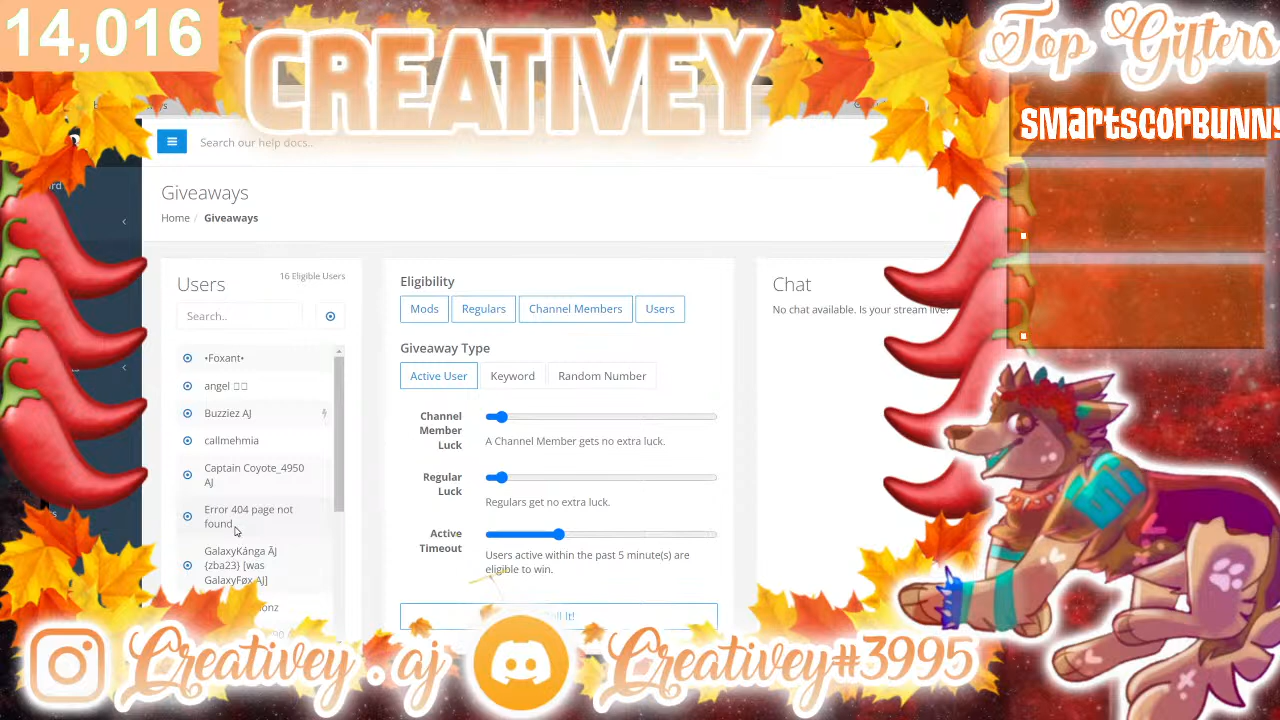 14,016
CREATIVEY
Top Gifters
SMARTSCORBUNNY
Search our help docs..
Giveaways
Home / Giveaways
Users
16 Eligible Users
Search..
•Foxant•
angel
Buzziez AJ
callmehmia
Captain Coyote_4950
AJ
Error 404 page not
found
GalaxyKánga ÃJ
{zba23} [was
GalaxyFøx AJ]
Eligibility
Mods
Regulars
Channel Members
Users
Giveaway Type
Active User
Keyword
Random Number
Channel
Member
Luck
A Channel Member gets no extra luck.
Regular
Luck
Regulars get no extra luck.
Active
Timeout
Users active within the past 5 minute(s) are
eligible to win.
Chat
No chat available. Is your stream live?
Creativey.aj
Creativey#3995